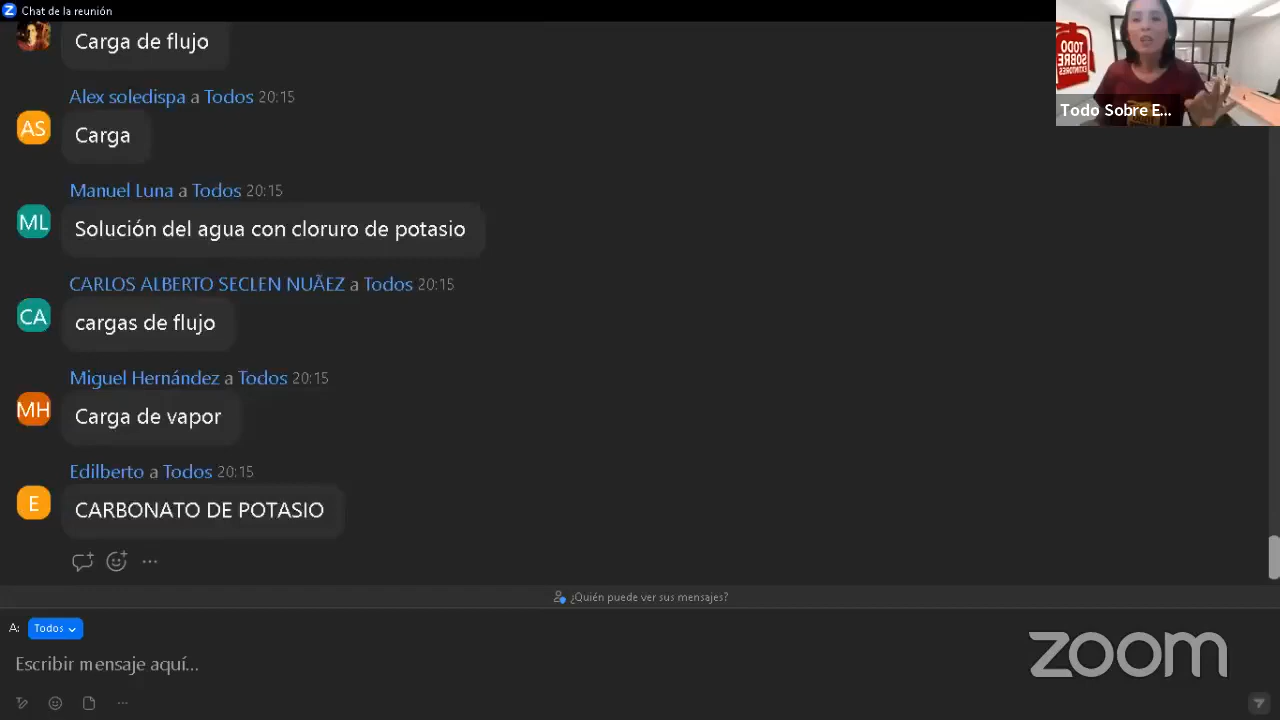 Chat de la reunión
Carga de flujo
Alex soledispa a Todos 20:15
AS
Carga
Manuel Luna a Todos 20:15
ML
Solución del agua con cloruro de potasio
CARLOS ALBERTO SECLEN NUÃEZ a Todos 20:15
CA
cargas de flujo
Miguel Hernández a Todos 20:15
MH
Carga de vapor
Edilberto a Todos 20:15
E
CARBONATO DE POTASIO
¿Quién puede ver sus mensajes?
A: Todos
Escribir mensaje aquí...
TODO
SOBRE
EXTINTORES
Todo Sobre E...
zoom